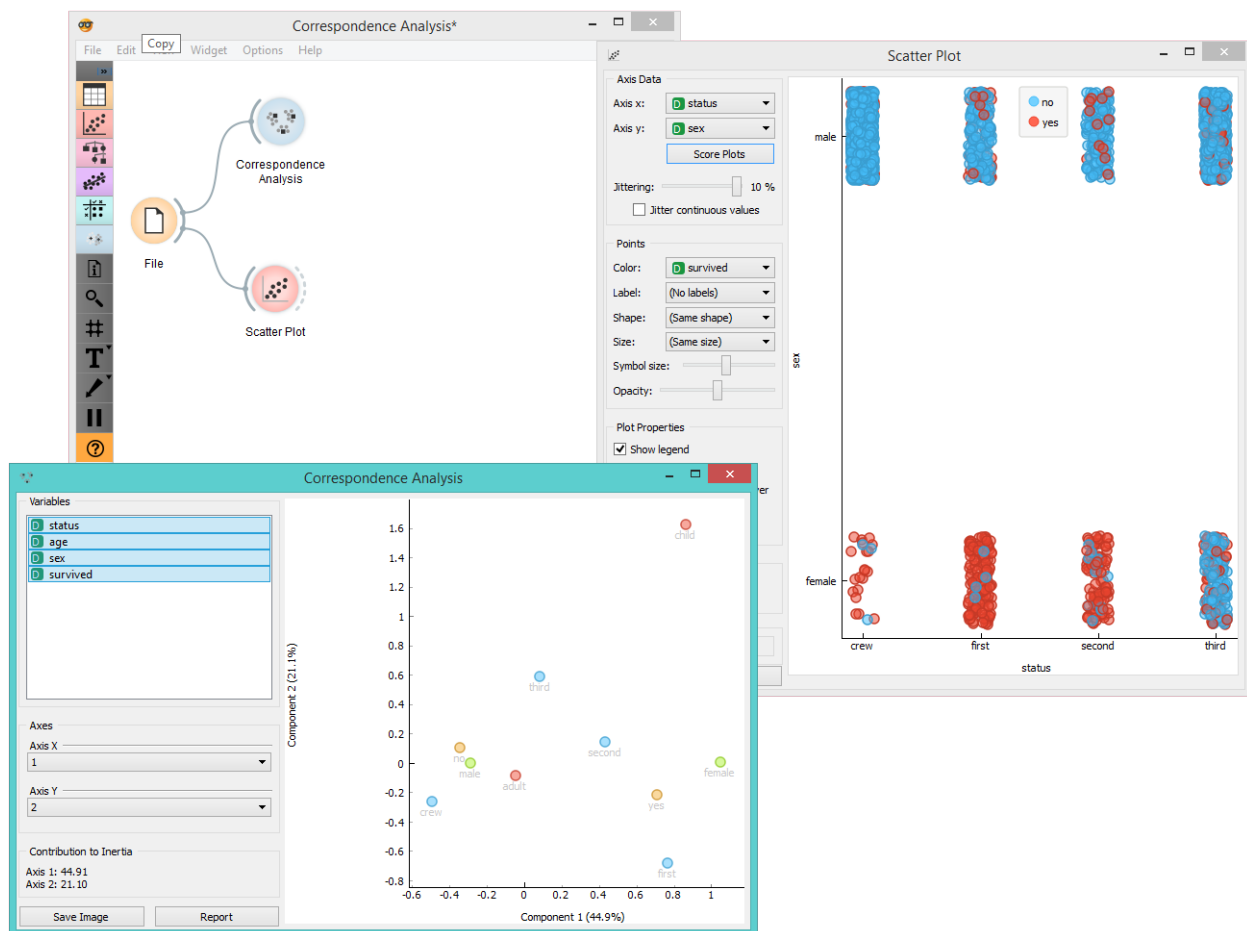 Correspondence Analysis*
File Edit Widget Options Help
Copy
Correspondence
Analysis
File
Scatter Plot
Scatter Plot
Axis Data
Axis x: D status
Axis y: D sex
Score Plots
Jittering: 10 %
Jitter continuous values
Points
Color: D survived
Label: (No labels)
Shape: (Same shape)
Size: (Same size)
Symbol size:
Opacity:
Plot Properties
Show legend
ver
no
yes
male
female
sex
crew first second third
status
Correspondence Analysis
Variables
D status
D age
D sex
D survived
Axes
Axis X
1
Axis Y
2
Contribution to Inertia
Axis 1: 44.91
Axis 2: 21.10
Save Image Report
Component 2 (21.1%)
1.6
1.4
1.2
1
0.8
0.6
0.4
0.2
0
-0.2
-0.4
-0.6
-0.8
child
third
second
no
male
adult
female
crew
yes
first
-0.6 -0.4 -0.2 0 0.2 0.4 0.6 0.8 1
Component 1 (44.9%)